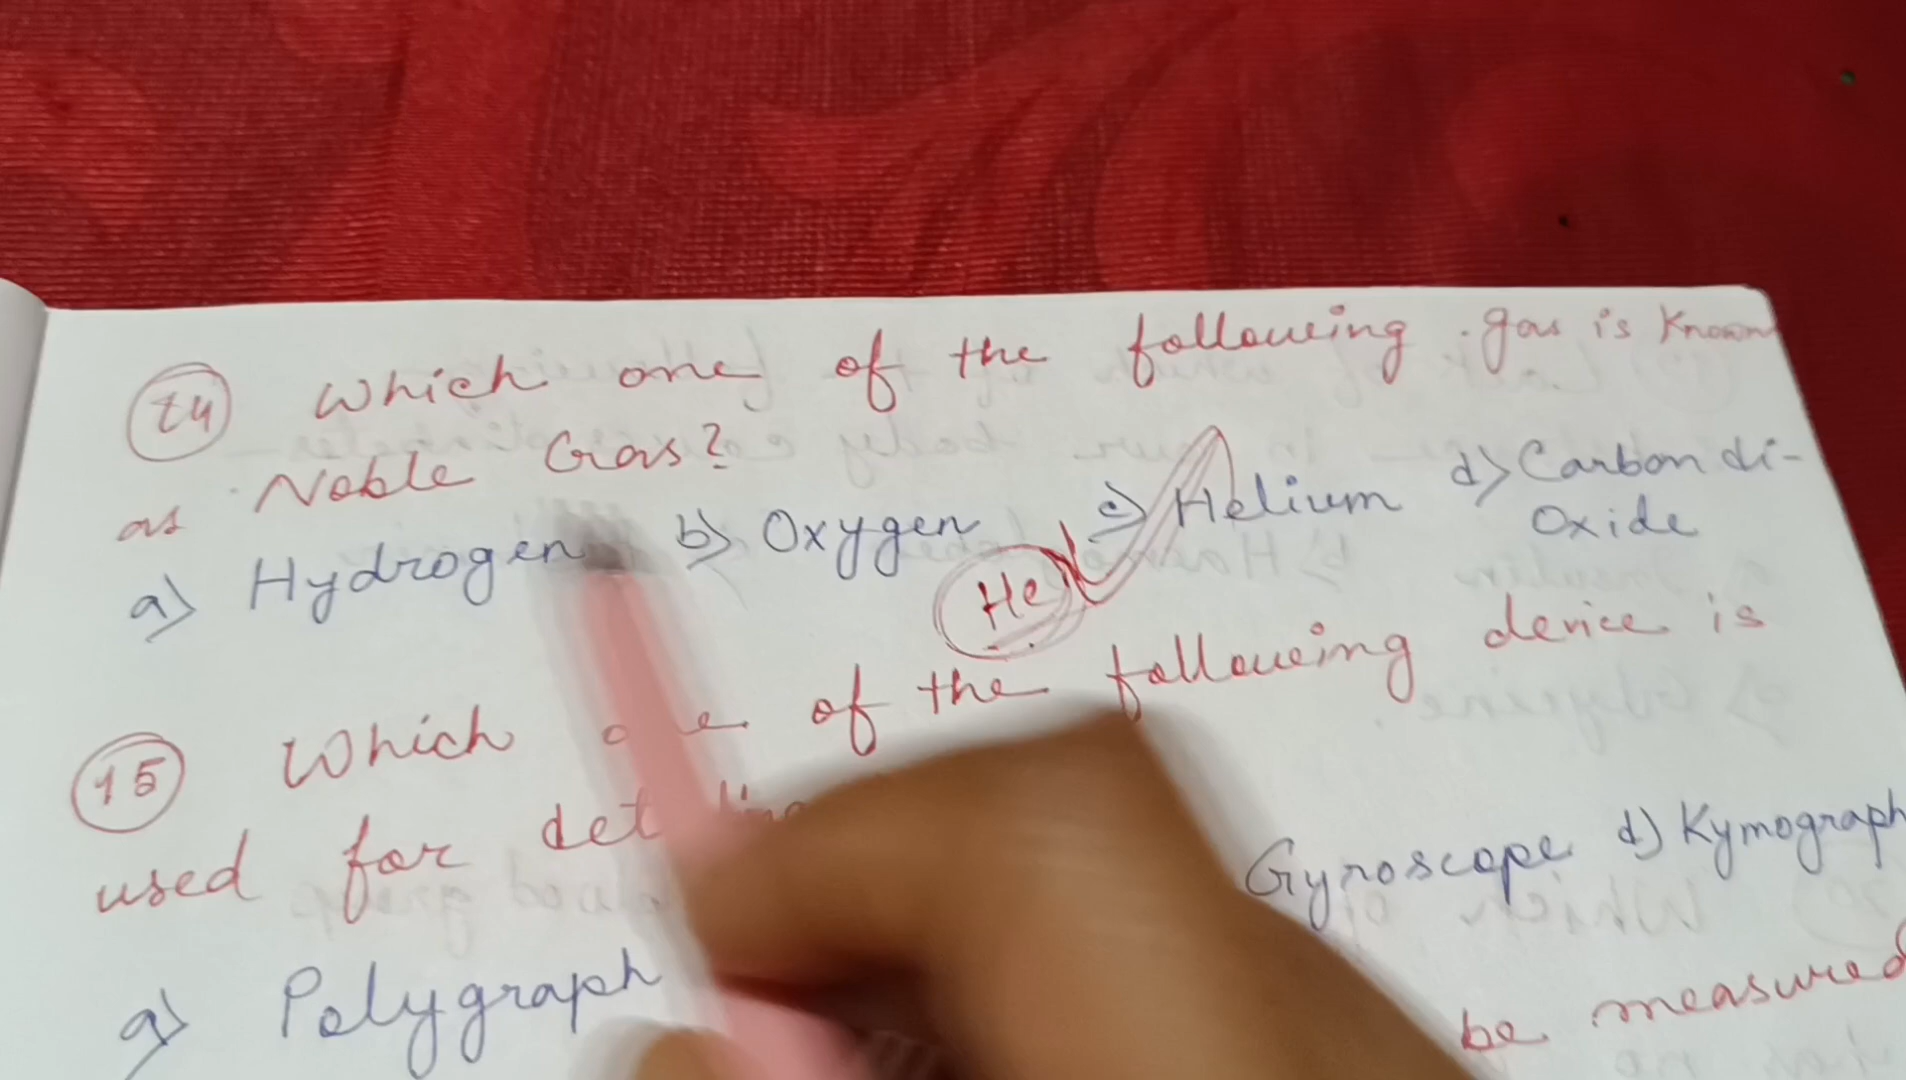 14 Which one of the following gas is known
as Noble Gas?
a) Hydrogen b) Oxygen c) Helium d) Carbon di-
Oxide
He
15 Which of the following device is
used for
Gyroscope d) Kymograph
a) Polygraph
be measured